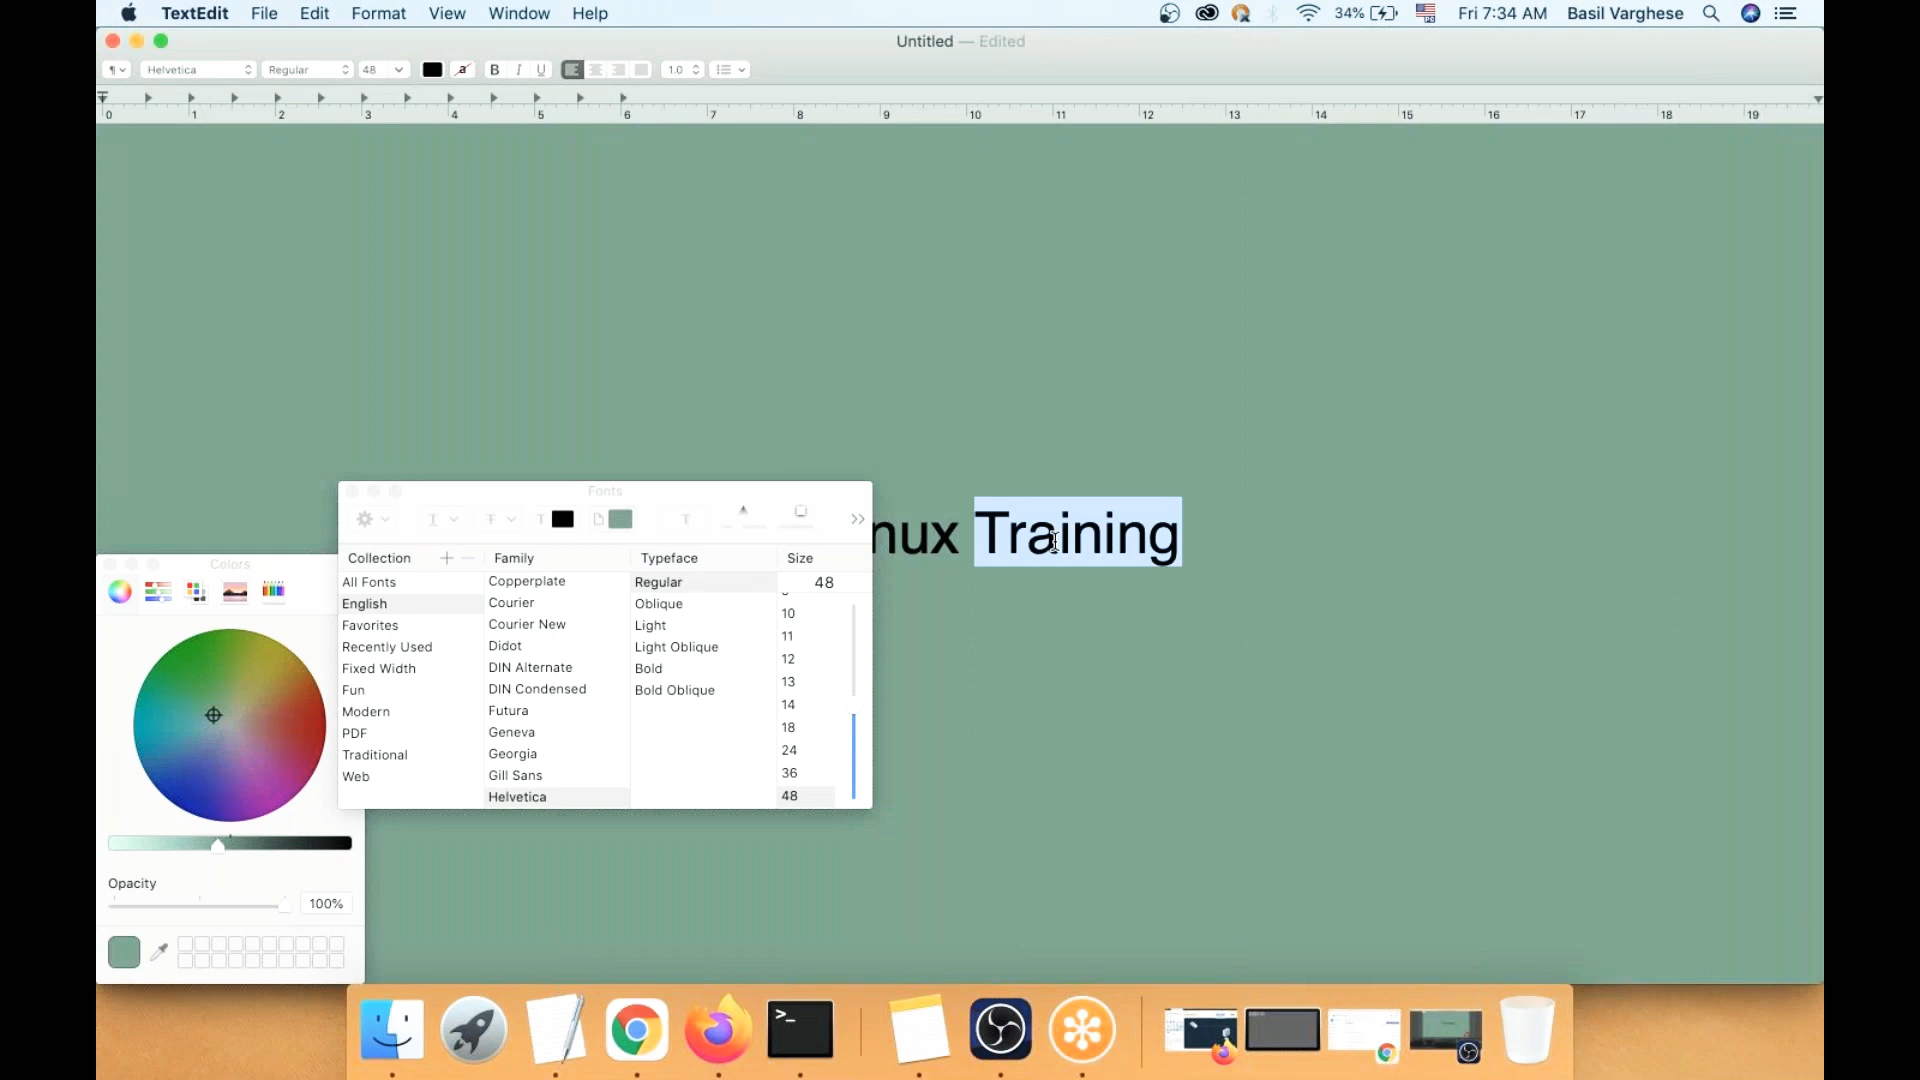 TextEdit File Edit Format View Window Help 34% Fri 7:34 AM Basil Varghese
Untitled — Edited
¶ Helvetica Regular 48 a B I U 1.0
0 1 2 3 4 5 6 7 8 9 10 11 12 13 14 15 16 17 18 19
nux Training
Fonts
T T T T
Collection Family Typeface Size
All Fonts Copperplate Regular 48
English Courier Oblique 10
Favorites Courier New Light 11
Recently Used Didot Light Oblique 12
Fixed Width DIN Alternate Bold 13
Fun DIN Condensed Bold Oblique 14
Modern Futura 18
PDF Geneva 24
Traditional Georgia 36
Web Gill Sans 48
Helvetica
Colors
Opacity
100%
>_